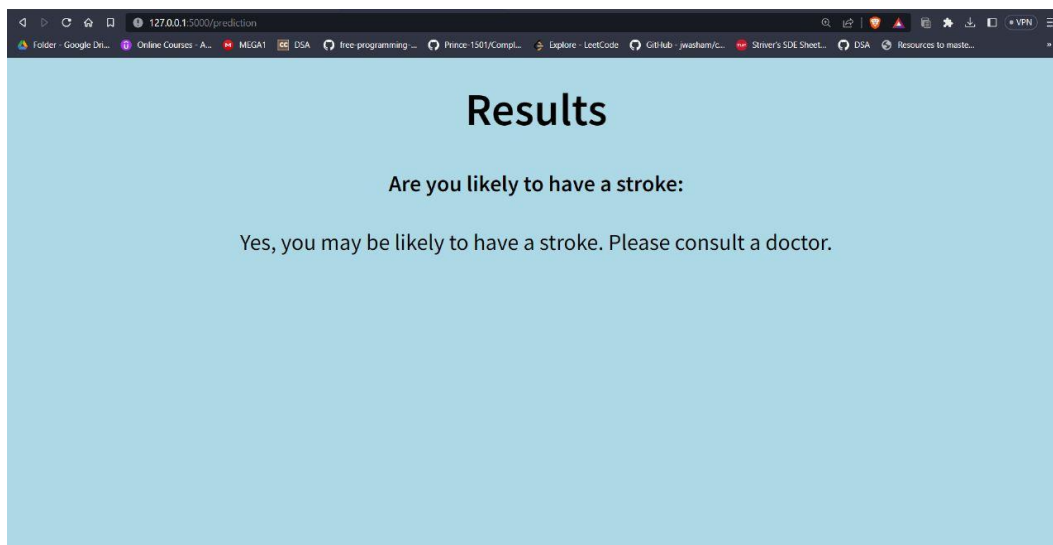 127.0.0.1:5000/prediction
VPN
Folder - Google Dri... Online Courses - A... MEGA1 DSA free-programming-... Prince-1501/Compl... Explore - LeetCode GitHub - jwasham/c... Striver's SDE Sheet... DSA Resources to maste... »
Results
Are you likely to have a stroke:
Yes, you may be likely to have a stroke. Please consult a doctor.